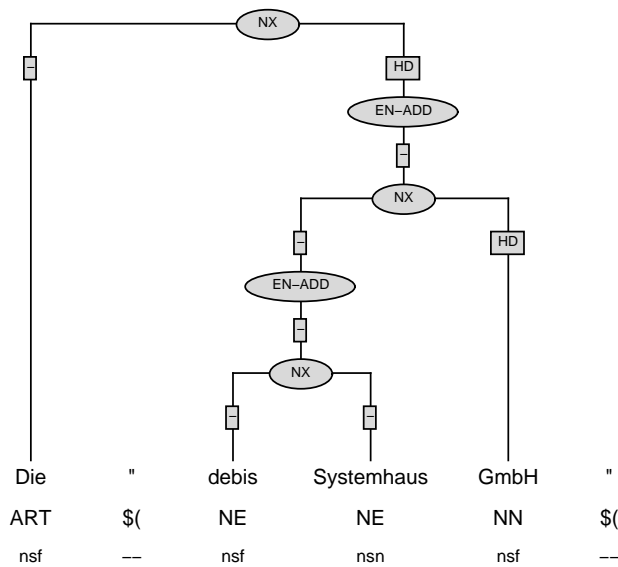 NX
– HD
EN–ADD
–
NX
– HD
EN–ADD
–
NX
– –
Die " debis Systemhaus GmbH "
ART $( NE NE NN $(
nsf –– nsf nsn nsf ––